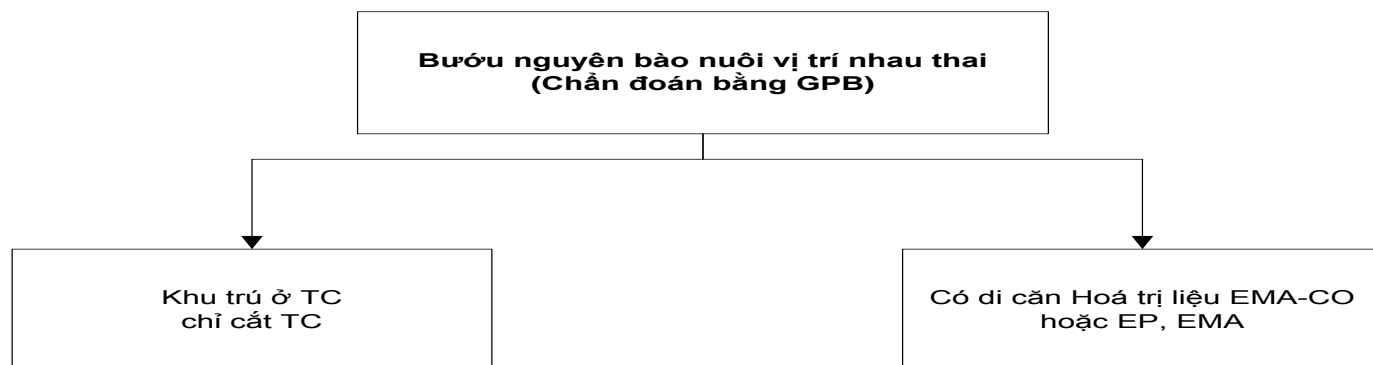 Bướu nguyên bào nuôi vị trí nhau thai
(Chẩn đoán bằng GPB)
Khu trú ở TC
chỉ cắt TC
Có di căn Hoá trị liệu EMA-CO
hoặc EP, EMA